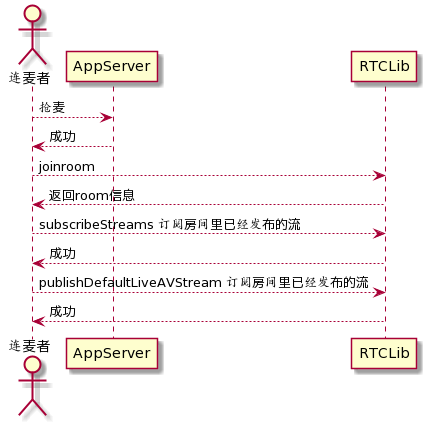 连麦者
AppServer
RTCLib
抢麦
成功
joinroom
返回room信息
subscribeStreams 订阅房间里已经发布的流
成功
publishDefaultLiveAVStream 订阅房间里已经发布的流
成功
连麦者
AppServer
RTCLib